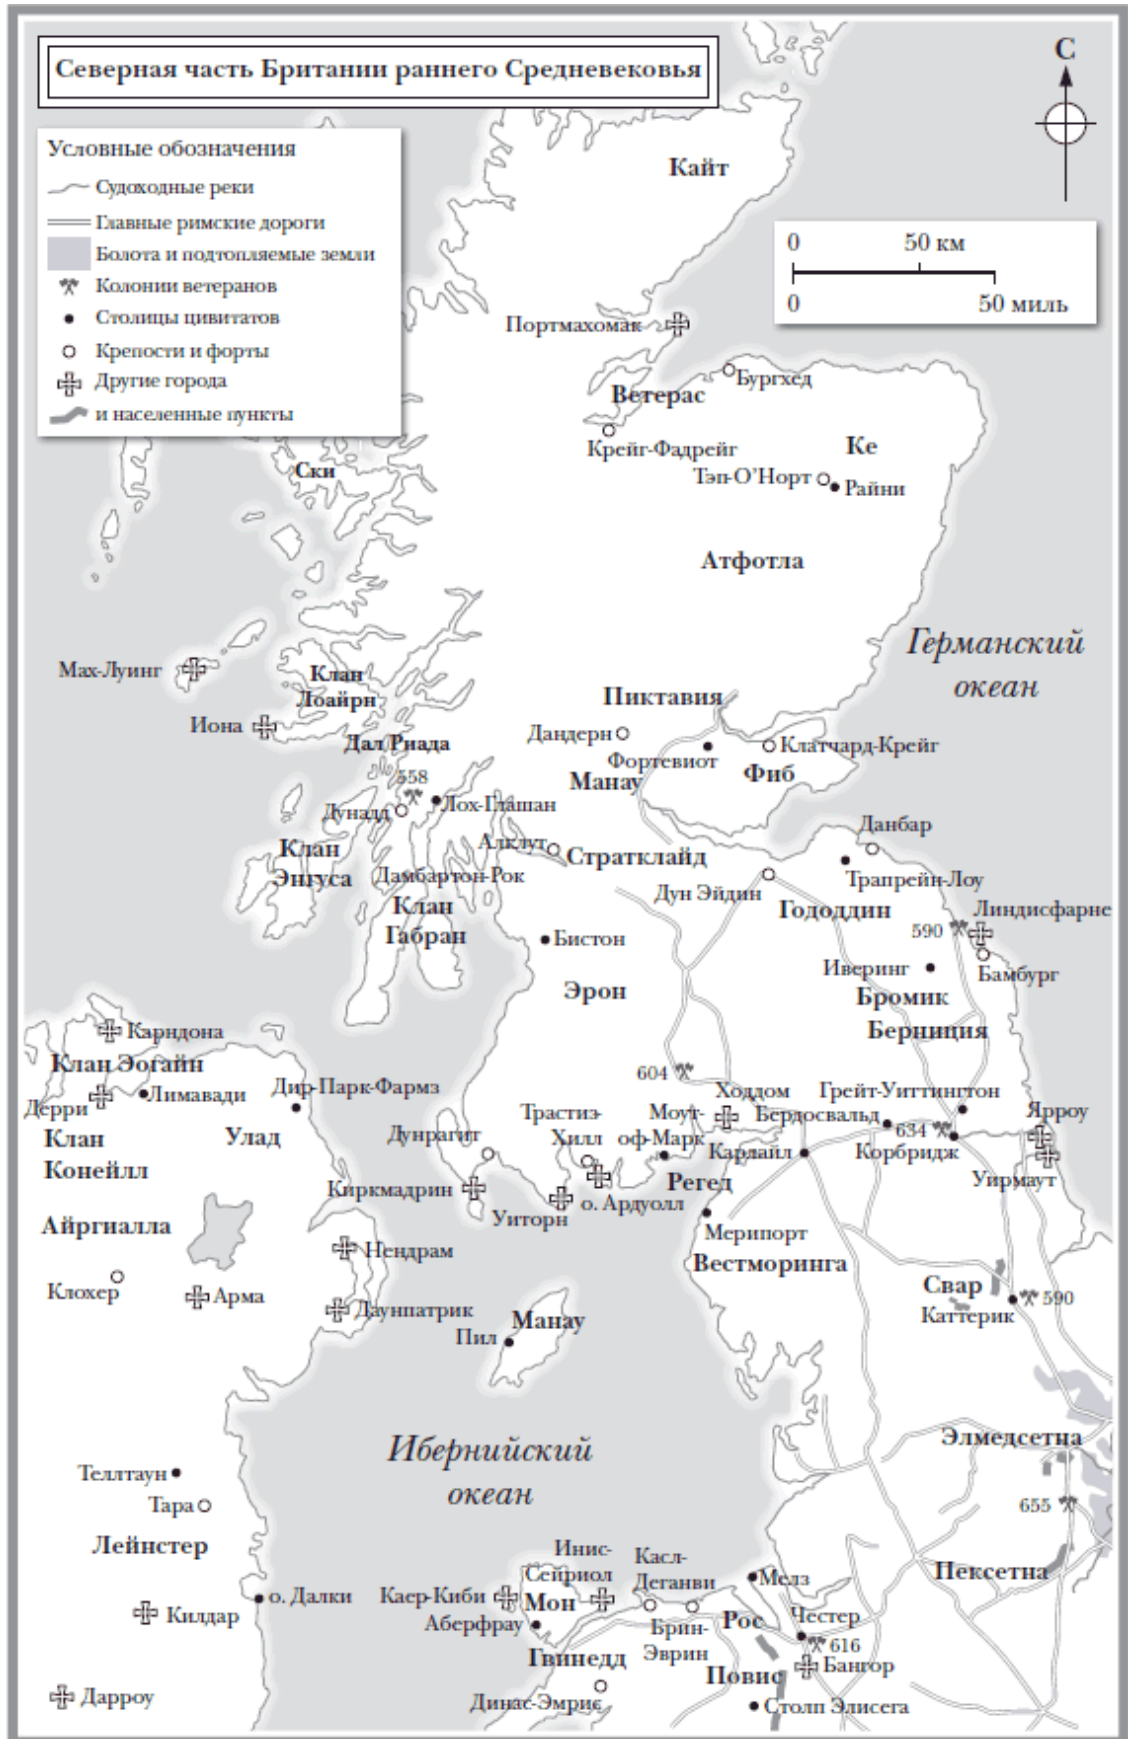 Северная часть Британии раннего Средневековья
С
Условные обозначения
Судоходные реки
Главные римские дороги
Болота и подтопляемые земли
Колонии ветеранов
Столицы цивитатов
Крепости и форты
Другие города
и населенные пункты
0 50 км
0 50 миль
Кайт
Портмахомак
Бургхед
Ветерас
Крейг-Фадрейг
Ке
Тэп-О’Норт
Райни
Ски
Атфотла
Германский
океан
Мах-Луинг
Клан
Лоайрн
Иона
Пиктавия
Дал Риада
Дандерн
Фортевиот
Клатчард-Крейг
Фиб
Манау
558
Лох-Глашан
Дунадд
Данбар
Клан
Энгуса
Алклут
Стратклайд
Дамбартон-Рок
Трапрейн-Лоу
Дун Эйдин
Клан
Габран
Гододдин
Линдисфарне
590
Бистон
Иверинг
Бамбург
Эрон
Бромик
Берниция
Карндона
Клан Эогайн
604
Лимавади
Дерри
Дир-Парк-Фармз
Ходдом
Грейт-Уиттингтон
Клан
Конейлл
Улад
Трастиз-
Хилл
Моут-
оф-Марк
Бердосвальд
634
Ярроу
Дунрагит
Карлайл
Корбридж
Уирмаут
Киркмадрин
Регед
Уиторн
о. Ардуолл
Айргиалла
Мерипорт
Нендрам
Вестморинга
Клохер
Арма
Свар
590
Каттерик
Даунпатрик
Манау
Пил
Ибернийский
океан
Элмедсетна
Теллтаун
Тара
655
Лейнстер
Инис-
Сейриол
Касл-
Деганви
Мелз
Пексетна
о. Далки
Каер-Киби
Мон
Килдар
Аберфрау
Брин-
Эврин
Рос
Честер
616
Гвинедд
Повис
Бангор
Дарроу
Динас-Эмрис
Столп Элисега